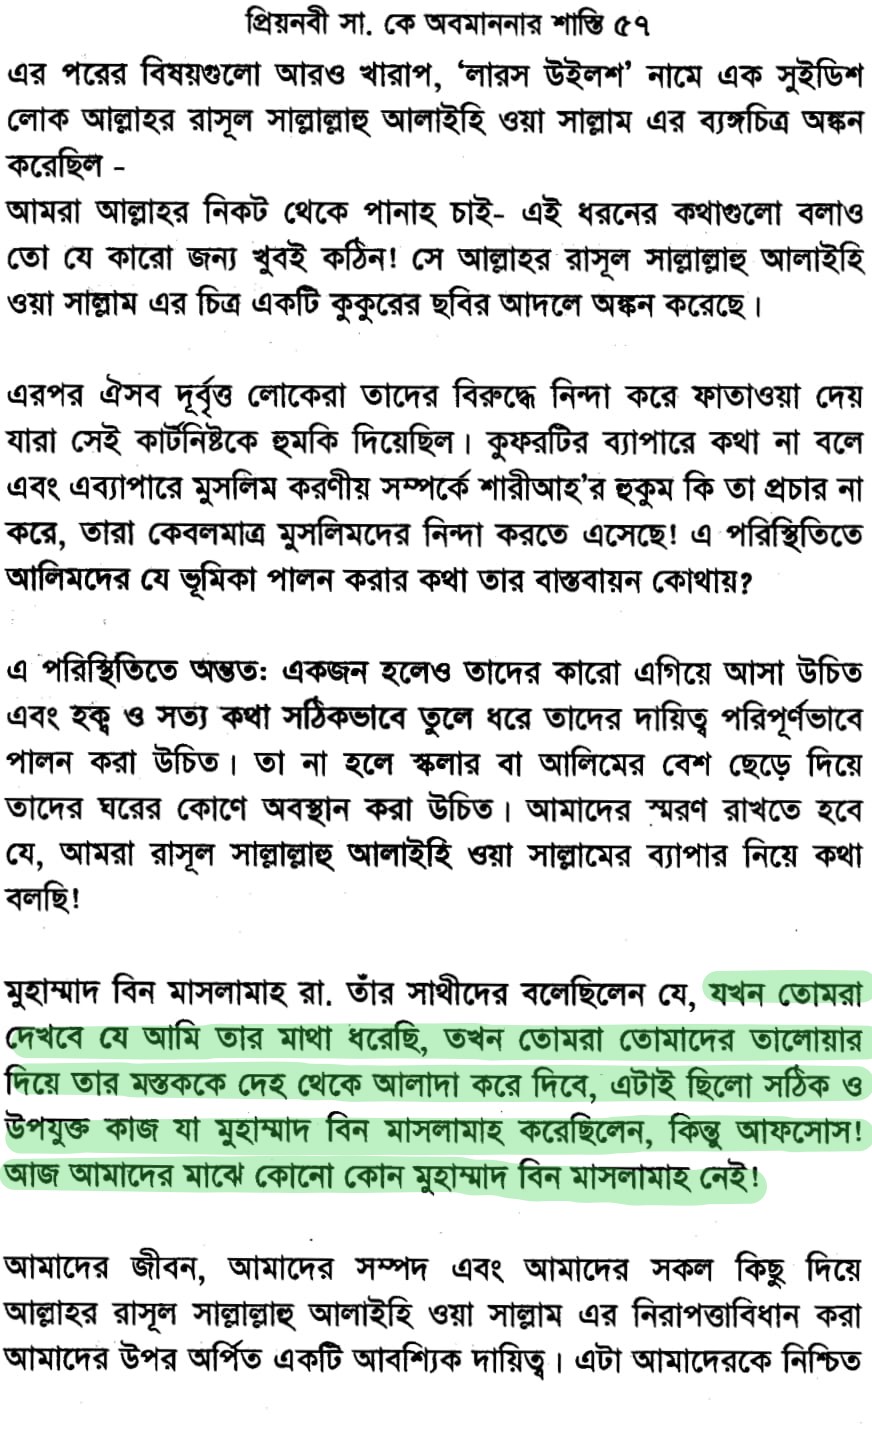 প্রিয়নবী সা. কে অবমাননার শাস্তি ৫৭
এর পরের বিষয়গুলো আরও খারাপ, ‘লারস উইলশ’ নামে এক সুইডিশ
লোক আল্লাহর রাসূল সাল্লাল্লাহু আলাইহি ওয়া সাল্লাম এর ব্যঙ্গচিত্র অঙ্কন
করেছিল -
আমরা আল্লাহর নিকট থেকে পানাহ চাই- এই ধরনের কথাগুলো বলাও
তো যে কারো জন্য খুবই কঠিন! সে আল্লাহর রাসূল সাল্লাল্লাহু আলাইহি
ওয়া সাল্লাম এর চিত্র একটি কুকুরের ছবির আদলে অঙ্কন করেছে।
এরপর ঐসব দূর্বৃত্ত লোকেরা তাদের বিরুদ্ধে নিন্দা করে ফাতাওয়া দেয়
যারা সেই কার্টনিষ্টকে হুমকি দিয়েছিল। কুফরটির ব্যাপারে কথা না বলে
এবং এব্যাপারে মুসলিম করণীয় সম্পর্কে শারীআহ’র হুকুম কি তা প্রচার না
করে, তারা কেবলমাত্র মুসলিমদের নিন্দা করতে এসেছে! এ পরিস্থিতিতে
আলিমদের যে ভূমিকা পালন করার কথা তার বাস্তবায়ন কোথায়?
এ পরিস্থিতিতে অন্তত: একজন হলেও তাদের কারো এগিয়ে আসা উচিত
এবং হক্ব ও সত্য কথা সঠিকভাবে তুলে ধরে তাদের দায়িত্ব পরিপূর্ণভাবে
পালন করা উচিত। তা না হলে স্কলার বা আলিমের বেশ ছেড়ে দিয়ে
তাদের ঘরের কোণে অবস্থান করা উচিত। আমাদের স্মরণ রাখতে হবে
যে, আমরা রাসূল সাল্লাল্লাহু আলাইহি ওয়া সাল্লামের ব্যাপার নিয়ে কথা
বলছি!
মুহাম্মাদ বিন মাসলামাহ রা. তাঁর সাথীদের বলেছিলেন যে, যখন তোমরা
দেখবে যে আমি তার মাথা ধরেছি, তখন তোমরা তোমাদের তালোয়ার
দিয়ে তার মস্তককে দেহ থেকে আলাদা করে দিবে, এটাই ছিলো সঠিক ও
উপযুক্ত কাজ যা মুহাম্মাদ বিন মাসলামাহ করেছিলেন, কিন্তু আফসোস!
আজ আমাদের মাঝে কোনো কোন মুহাম্মাদ বিন মাসলামাহ নেই!
আমাদের জীবন, আমাদের সম্পদ এবং আমাদের সকল কিছু দিয়ে
আল্লাহর রাসূল সাল্লাল্লাহু আলাইহি ওয়া সাল্লাম এর নিরাপত্তাবিধান করা
আমাদের উপর অর্পিত একটি আবশ্যিক দায়িত্ব। এটা আমাদেরকে নিশ্চিত